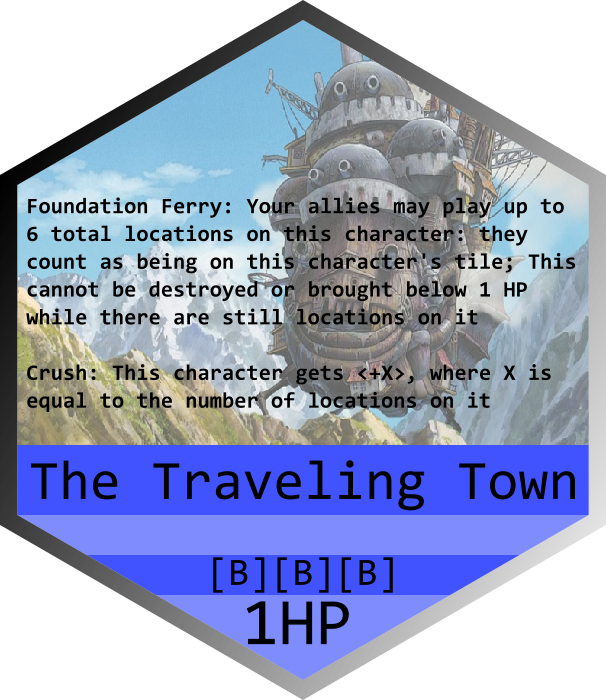 Foundation Ferry: Your allies may play up to
6 total locations on this character: they
count as being on this character's tile; This
cannot be destroyed or brought below 1 HP
while there are still locations on it
Crush: This character gets <+X>, where X is
equal to the number of locations on it
The Traveling Town
[B][B][B]
1HP